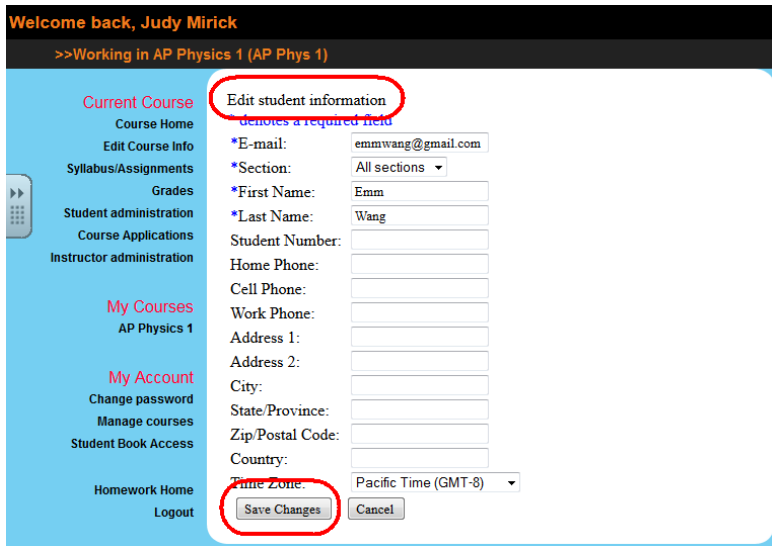 Welcome back, Judy Mirick
>>Working in AP Physics 1 (AP Phys 1)
Current Course
Course Home
Edit Course Info
Syllabus/Assignments
Grades
Student administration
Course Applications
Instructor administration
My Courses
AP Physics 1
My Account
Change password
Manage courses
Student Book Access
Homework Home
Logout
Edit student information
* denotes a required field
*E-mail: emmwang@gmail.com
*Section: All sections
*First Name: Emm
*Last Name: Wang
Student Number:
Home Phone:
Cell Phone:
Work Phone:
Address 1:
Address 2:
City:
State/Province:
Zip/Postal Code:
Country:
Time Zone: Pacific Time (GMT-8)
Save Changes Cancel